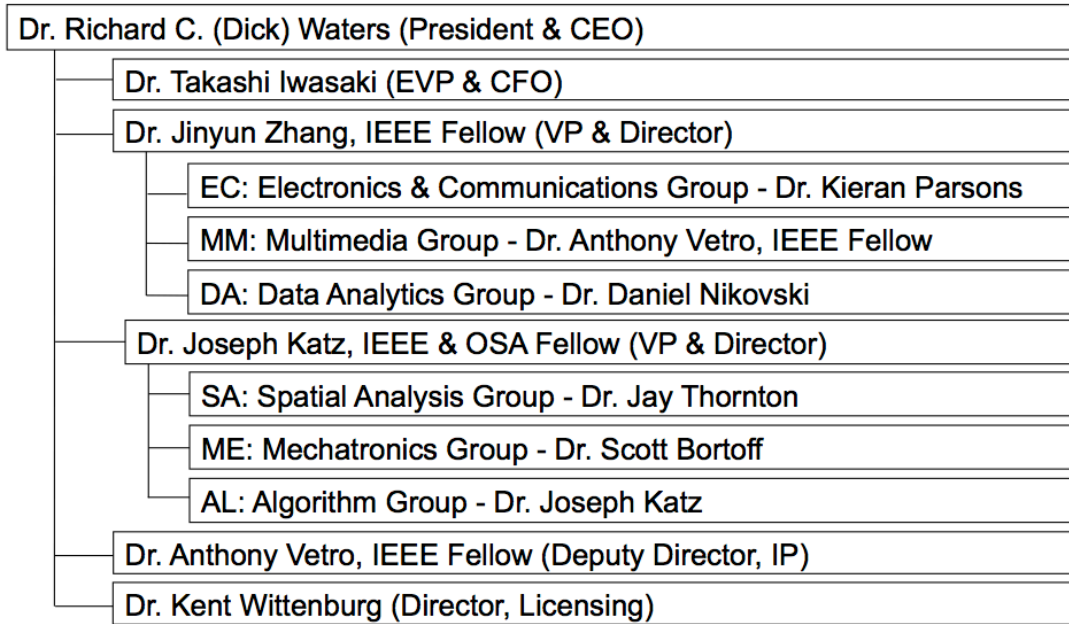 Dr. Richard C. (Dick) Waters (President & CEO)
Dr. Takashi Iwasaki (EVP & CFO)
Dr. Jinyun Zhang, IEEE Fellow (VP & Director)
EC: Electronics & Communications Group - Dr. Kieran Parsons
MM: Multimedia Group - Dr. Anthony Vetro, IEEE Fellow
DA: Data Analytics Group - Dr. Daniel Nikovski
Dr. Joseph Katz, IEEE & OSA Fellow (VP & Director)
SA: Spatial Analysis Group - Dr. Jay Thornton
ME: Mechatronics Group - Dr. Scott Bortoff
AL: Algorithm Group - Dr. Joseph Katz
Dr. Anthony Vetro, IEEE Fellow (Deputy Director, IP)
Dr. Kent Wittenburg (Director, Licensing)